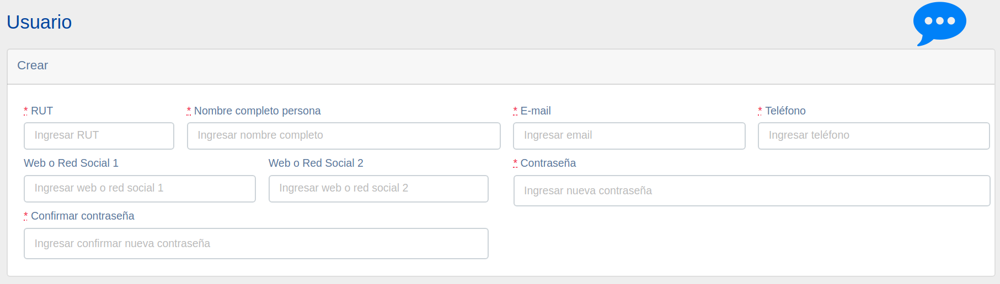 Usuario
Crear
* RUT
* Nombre completo persona
* E-mail
* Teléfono
Ingresar RUT
Ingresar nombre completo
Ingresar email
Ingresar teléfono
Web o Red Social 1
Web o Red Social 2
* Contraseña
Ingresar web o red social 1
Ingresar web o red social 2
Ingresar nueva contraseña
* Confirmar contraseña
Ingresar confirmar nueva contraseña